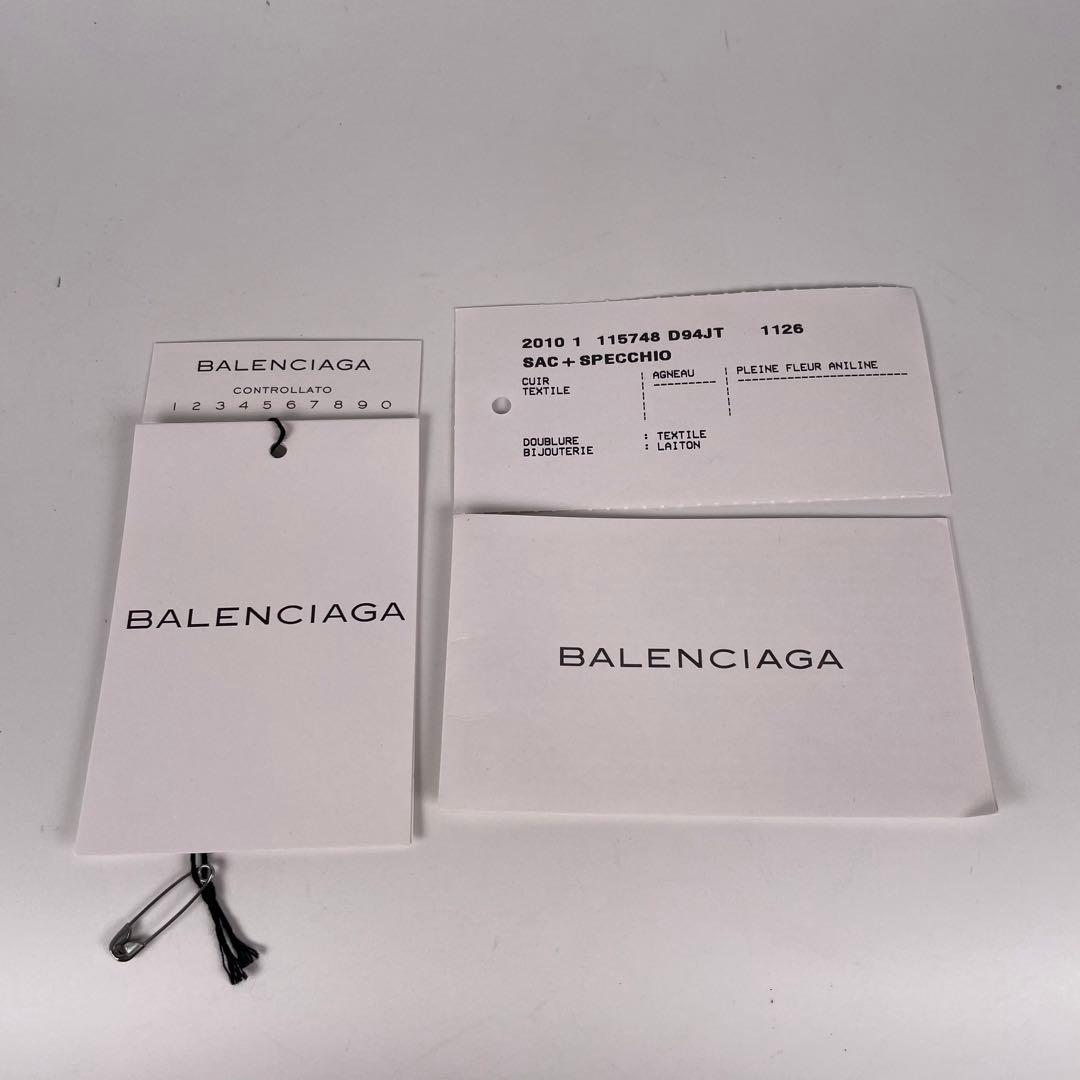 BALENCIAGA
CONTROLLATO
1 2 3 4 5 6 7 8 9 0
BALENCIAGA
2010 1 115748 D94JT 1126
SAC + SPECCHIO
CUIR AGNEAU PLEINE FLEUR ANILINE
TEXTILE
DOUBLURE : TEXTILE
BIJOUTERIE : LAITON
BALENCIAGA